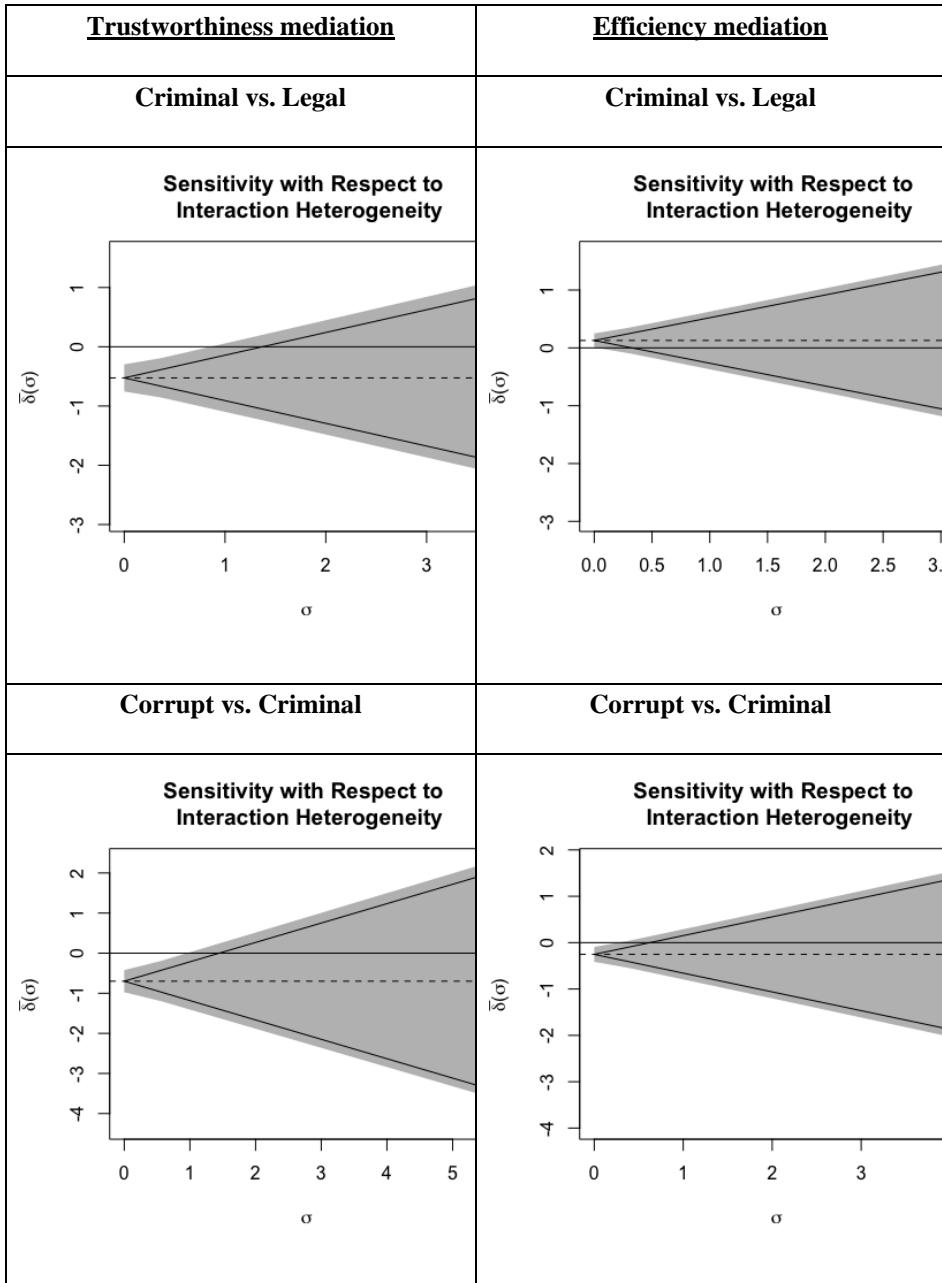 Trustworthiness mediation
Efficiency mediation
Criminal vs. Legal
Criminal vs. Legal
Sensitivity with Respect to
Interaction Heterogeneity
1
0
-1
-2
-3
δ̄(σ)
0 1 2 3
σ
Sensitivity with Respect to
Interaction Heterogeneity
1
0
-1
-2
-3
δ̄(σ)
0.0 0.5 1.0 1.5 2.0 2.5 3.
σ
Corrupt vs. Criminal
Corrupt vs. Criminal
Sensitivity with Respect to
Interaction Heterogeneity
2
1
0
-1
-2
-3
-4
δ̄(σ)
0 1 2 3 4 5
σ
Sensitivity with Respect to
Interaction Heterogeneity
2
1
0
-1
-2
-3
-4
δ̄(σ)
0 1 2 3
σ